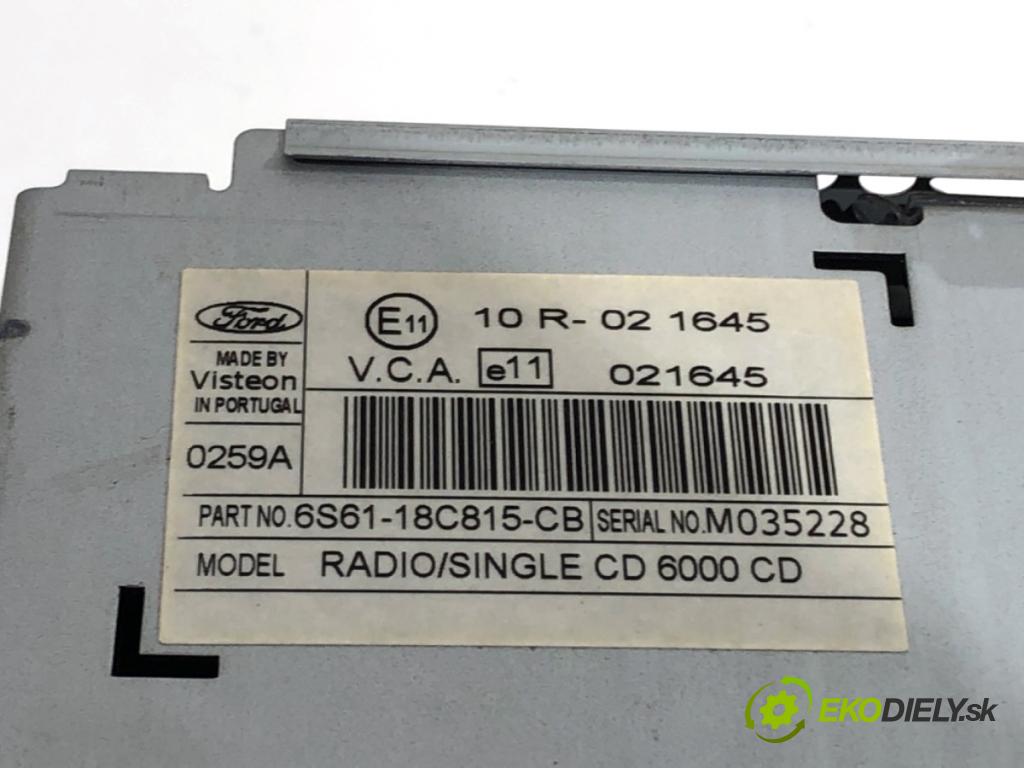 Ford
MADE BY
Visteon
IN PORTUGAL
0259A
E11 10 R- 02 1645
V.C.A. e11 021645
PART NO. 6S61-18C815-CB SERIAL NO. M035228
MODEL RADIO/SINGLE CD 6000 CD
EKODIELY.sk